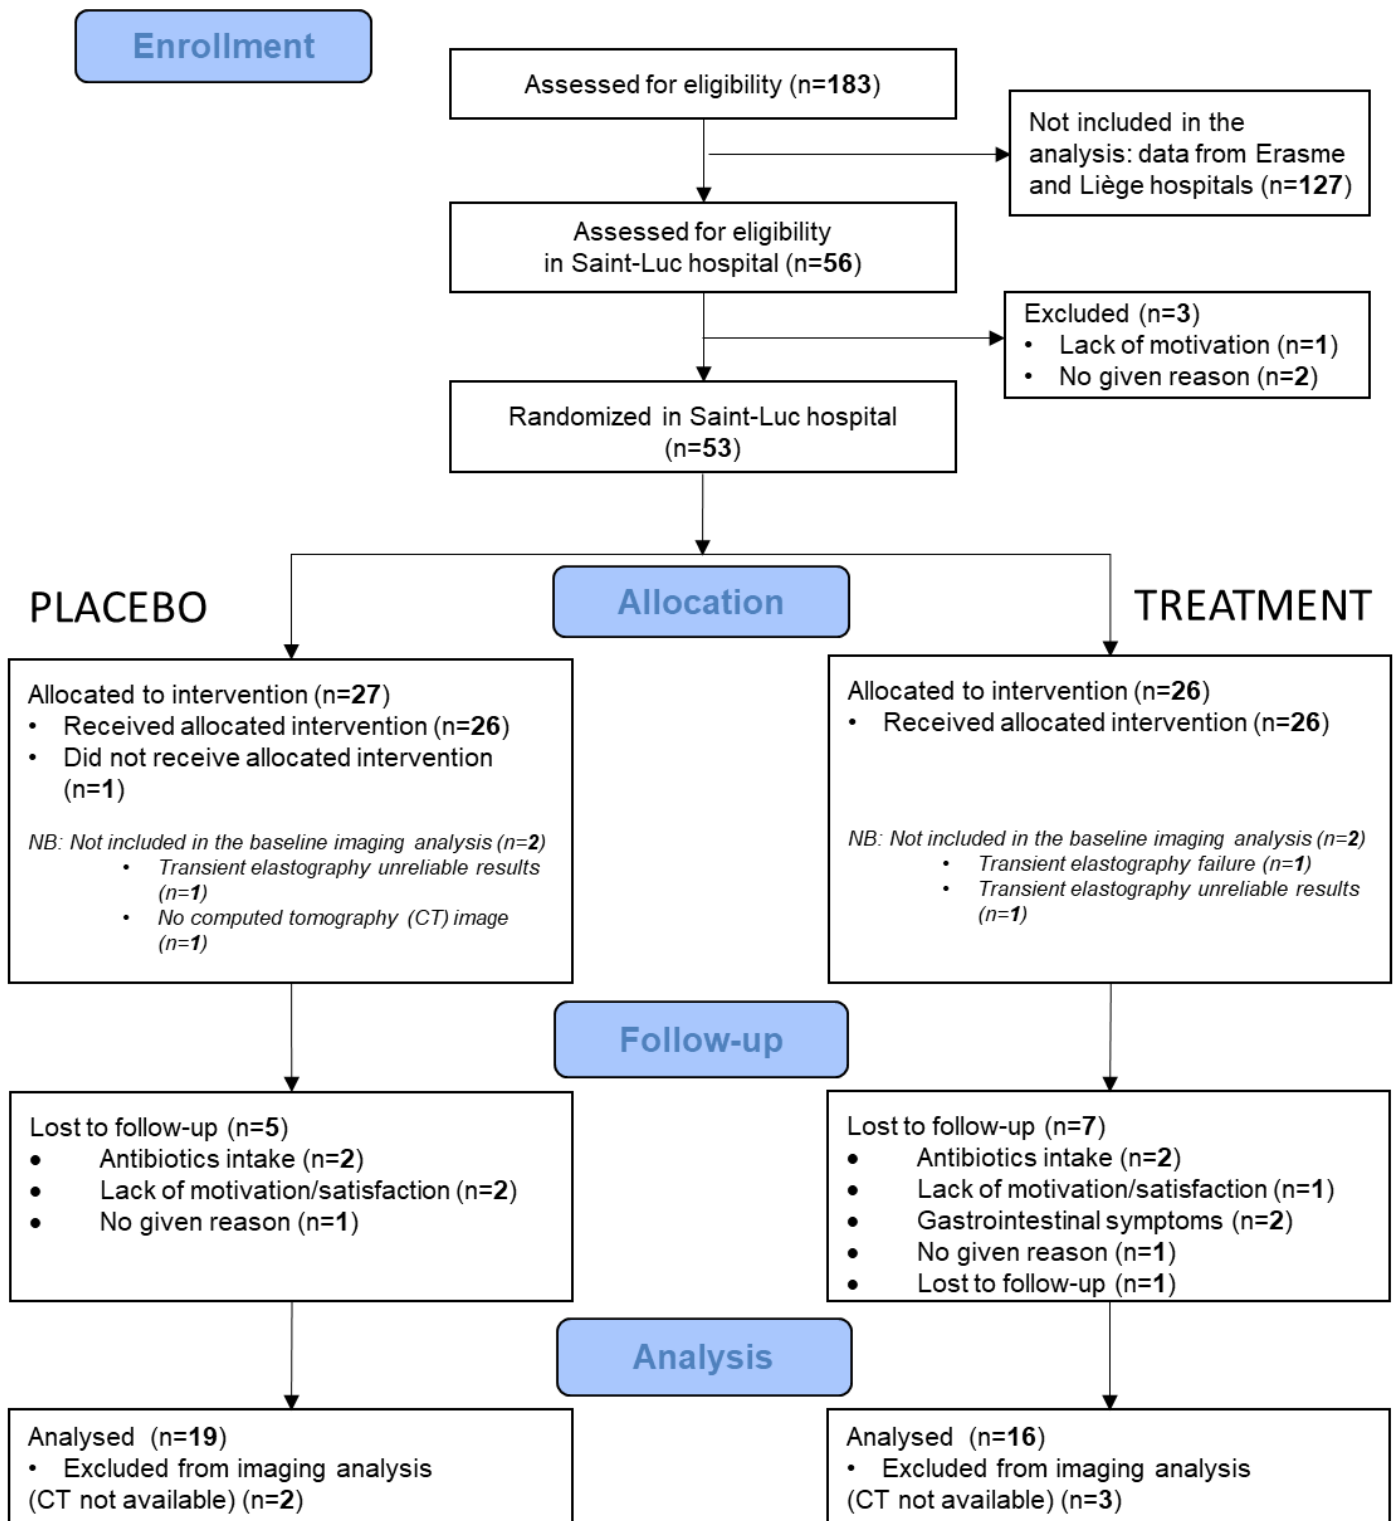 Enrollment
Assessed for eligibility (n=183)
Not included in the
analysis: data from Erasme
and Liège hospitals (n=127)
Assessed for eligibility
in Saint-Luc hospital (n=56)
Excluded (n=3)
• Lack of motivation (n=1)
• No given reason (n=2)
Randomized in Saint-Luc hospital
(n=53)
Allocation
PLACEBO
TREATMENT
Allocated to intervention (n=27)
• Received allocated intervention (n=26)
• Did not receive allocated intervention
(n=1)
NB: Not included in the baseline imaging analysis (n=2)
• Transient elastography unreliable results
(n=1)
• No computed tomography (CT) image
(n=1)
Allocated to intervention (n=26)
• Received allocated intervention (n=26)
NB: Not included in the baseline imaging analysis (n=2)
• Transient elastography failure (n=1)
• Transient elastography unreliable results
(n=1)
Follow-up
Lost to follow-up (n=5)
• Antibiotics intake (n=2)
• Lack of motivation/satisfaction (n=2)
• No given reason (n=1)
Lost to follow-up (n=7)
• Antibiotics intake (n=2)
• Lack of motivation/satisfaction (n=1)
• Gastrointestinal symptoms (n=2)
• No given reason (n=1)
• Lost to follow-up (n=1)
Analysis
Analysed (n=19)
• Excluded from imaging analysis
(CT not available) (n=2)
Analysed (n=16)
• Excluded from imaging analysis
(CT not available) (n=3)